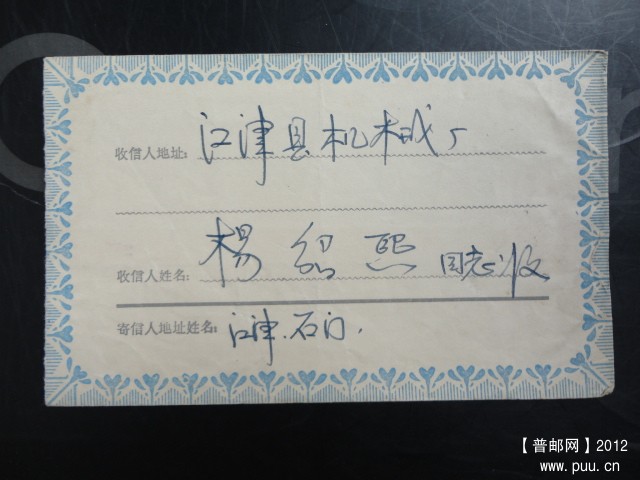 收信人地址: 江津县机械厂
收信人姓名: 楊绍熙 同志收
寄信人地址姓名: 江津.石门.
【普邮网】2012
www.puu.cn